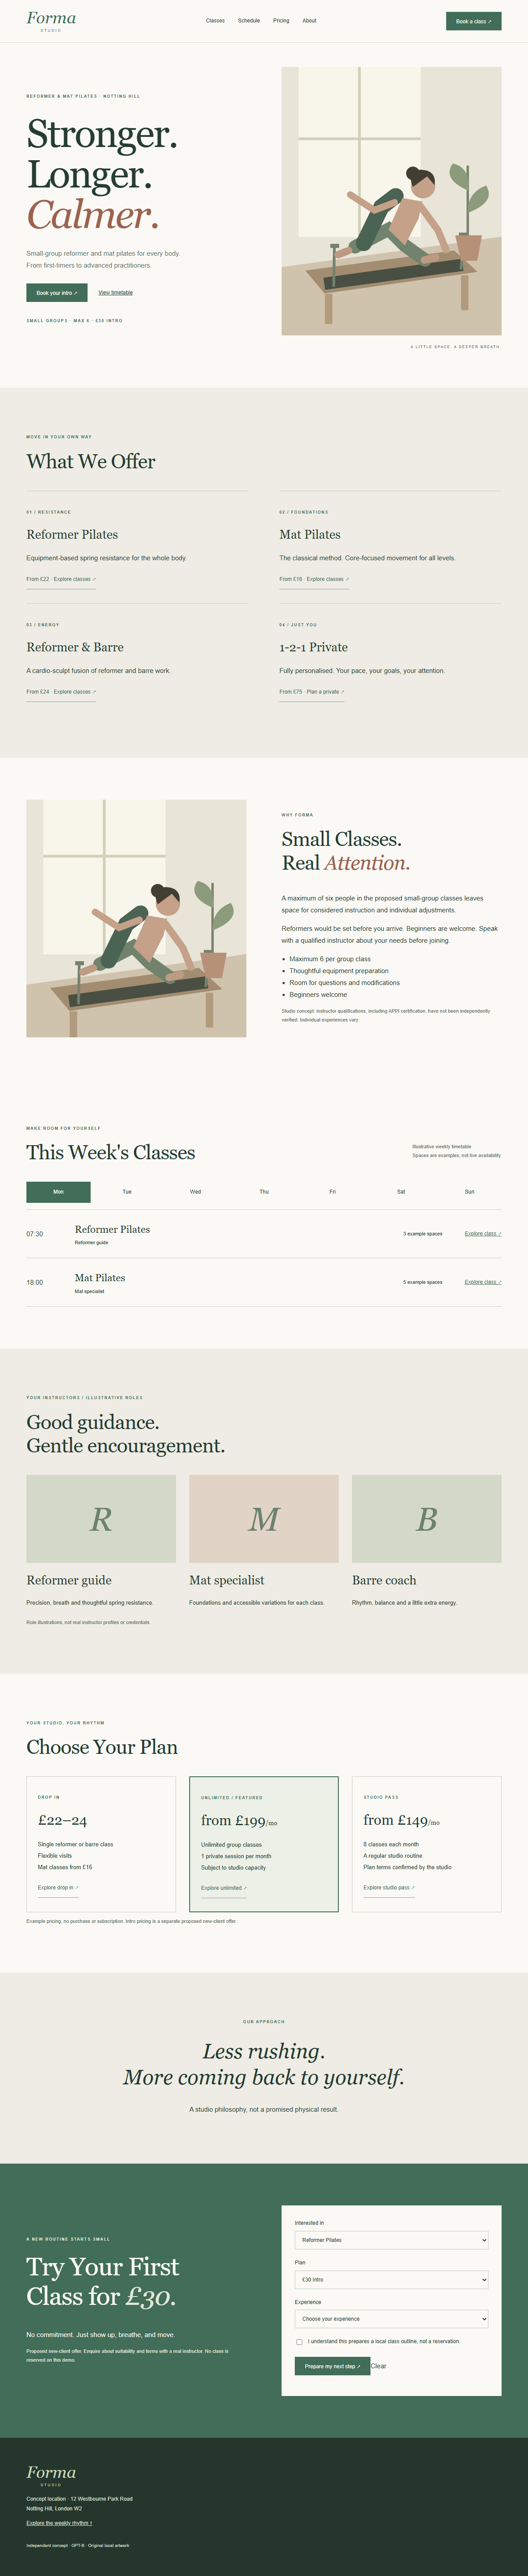 Forma
STUDIO
Classes Schedule Pricing About
Book a class ↗
REFORMER & MAT PILATES · NOTTING HILL
Stronger.
Longer.
Calmer.
Small-group reformer and mat pilates for every body.
From first-timers to advanced practitioners.
Book your intro ↗ View timetable
SMALL GROUPS · MAX 6 · £30 INTRO
A LITTLE SPACE, A DEEPER BREATH.
MOVE IN YOUR OWN WAY
What We Offer
01 / RESISTANCE
Reformer Pilates
Equipment-based spring resistance for the whole body.
From £22 · Explore classes ↗
02 / FOUNDATIONS
Mat Pilates
The classical method. Core-focused movement for all levels.
From £16 · Explore classes ↗
03 / ENERGY
Reformer & Barre
A cardio-sculpt fusion of reformer and barre work.
From £24 · Explore classes ↗
04 / JUST YOU
1-2-1 Private
Fully personalised. Your pace, your goals, your attention.
From £75 · Plan a private ↗
WHY FORMA
Small Classes.
Real Attention.
A maximum of six people in the proposed small-group classes leaves
space for considered instruction and individual adjustments.
Reformers would be set before you arrive. Beginners are welcome. Speak
with a qualified instructor about your needs before joining.
• Maximum 6 per group class
• Thoughtful equipment preparation
• Room for questions and modifications
• Beginners welcome
Studio concept: instructor qualifications, including APPI certification, have not been independently
verified. Individual experiences vary.
MAKE ROOM FOR YOURSELF
This Week's Classes
Illustrative weekly timetable
Spaces are examples, not live availability
Mon Tue Wed Thu Fri Sat Sun
07:30 Reformer Pilates 3 example spaces Explore class ↗
Reformer guide
18:00 Mat Pilates 5 example spaces Explore class ↗
Mat specialist
YOUR INSTRUCTORS / ILLUSTRATIVE ROLES
Good guidance.
Gentle encouragement.
R
Reformer guide
Precision, breath and thoughtful spring resistance.
M
Mat specialist
Foundations and accessible variations for each class.
B
Barre coach
Rhythm, balance and a little extra energy.
Role illustrations, not real instructor profiles or credentials.
YOUR STUDIO, YOUR RHYTHM
Choose Your Plan
DROP IN
£22–24
Single reformer or barre class
Flexible visits
Mat classes from £16
Explore drop in ↗
UNLIMITED / FEATURED
from £199/mo
Unlimited group classes
1 private session per month
Subject to studio capacity
Explore unlimited ↗
STUDIO PASS
from £149/mo
8 classes each month
A regular studio routine
Plan terms confirmed by the studio
Explore studio pass ↗
Example pricing, no purchase or subscription. Intro pricing is a separate proposed new-client offer.
OUR APPROACH
Less rushing.
More coming back to yourself.
A studio philosophy, not a promised physical result.
A NEW ROUTINE STARTS SMALL
Try Your First
Class for £30.
No commitment. Just show up, breathe, and move.
Proposed new-client offer. Enquire about suitability and terms with a real instructor. No class or slot is
reserved on this demo.
Interested in
Reformer Pilates
Plan
£30 Intro
Experience
Choose your experience
I understand this prepares a local class outline, not a reservation.
Prepare my next step ↗ Clear
Forma
STUDIO
Concept location · 12 Westbourne Park Road
Notting Hill, London W2
Explore the weekly rhythm ↑